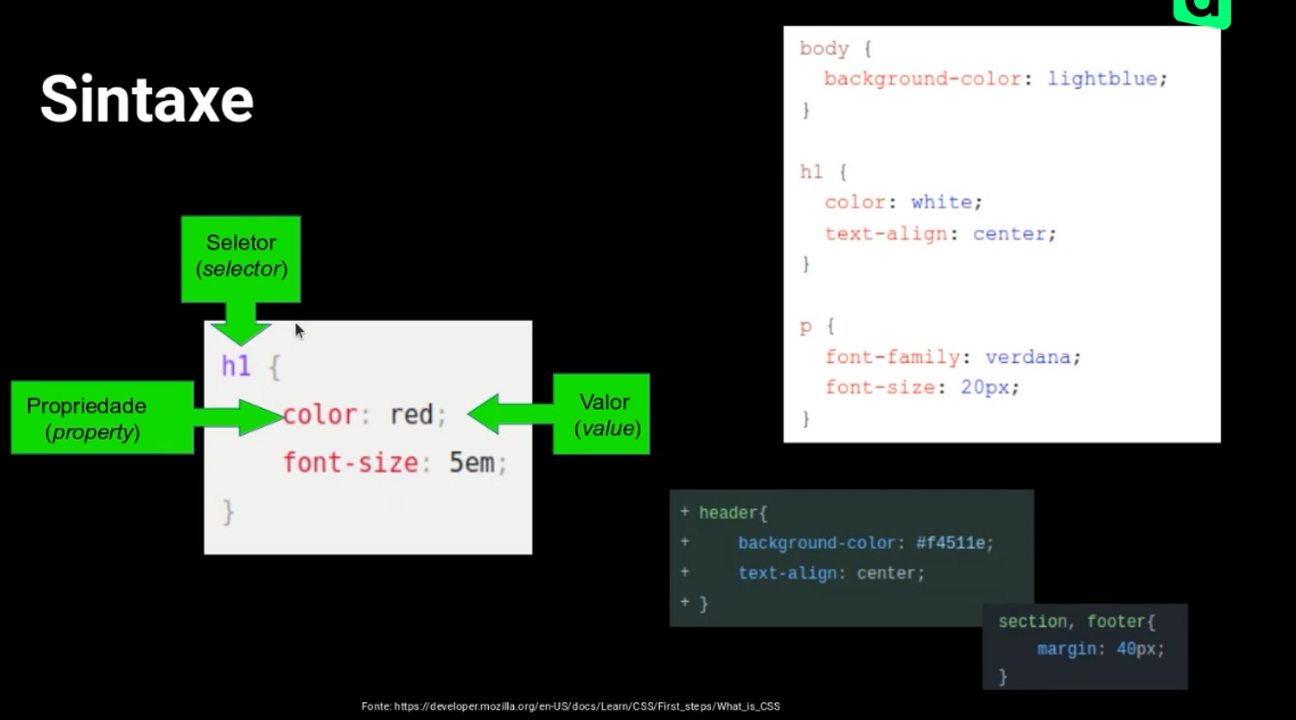 Sintaxe
Seletor
(selector)
Propriedade
(property)
h1 {
color: red;
font-size: 5em;
}
Valor
(value)
body {
background-color: lightblue;
}
h1 {
color: white;
text-align: center;
}
p {
font-family: verdana;
font-size: 20px;
}
+ header{
+ background-color: #f4511e;
+ text-align: center;
+ }
section, footer{
margin: 40px;
}
Fonte: https://developer.mozilla.org/en-US/docs/Learn/CSS/First_steps/What_is_CSS